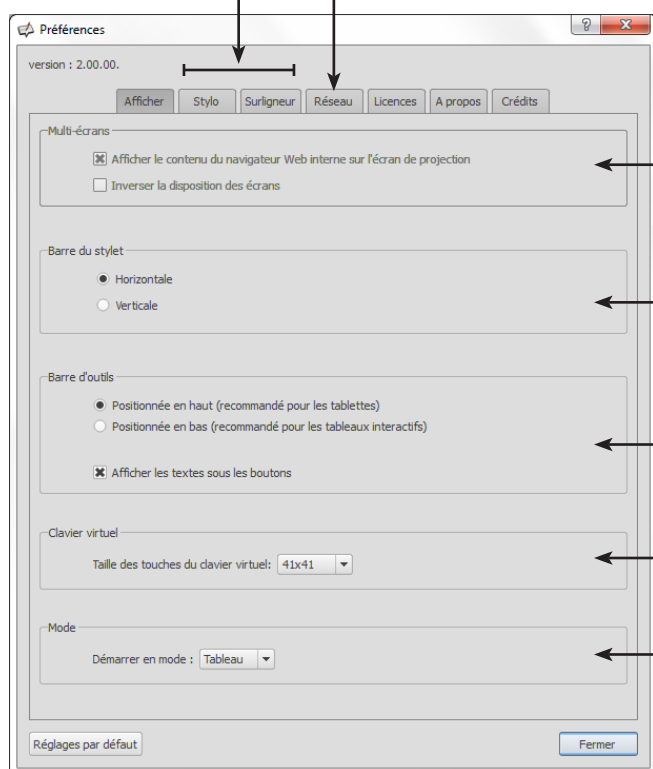 Préférences
version : 2.00.00.
Afficher Stylo Surligneur Réseau Licences A propos Crédits
Multi-écrans
Afficher le contenu du navigateur Web interne sur l'écran de projection
Inverser la disposition des écrans
Barre du stylet
Horizontale
Verticale
Barre d'outils
Positionnée en haut (recommandé pour les tablettes)
Positionnée en bas (recommandé pour les tableaux interactifs)
Afficher les textes sous les boutons
Clavier virtuel
Taille des touches du clavier virtuel: 41x41
Mode
Démarrer en mode : Tableau
Réglages par défaut Fermer